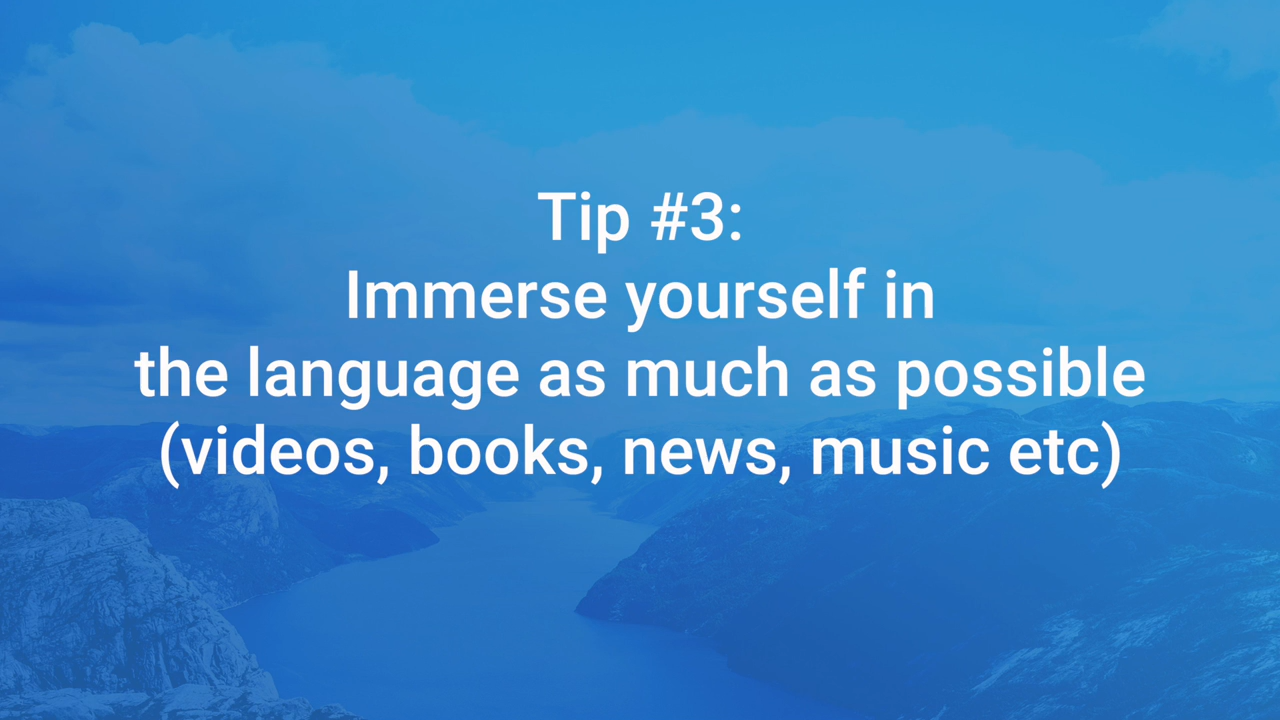 Tip #3:
Immerse yourself in
the language as much as possible
(videos, books, news, music etc)